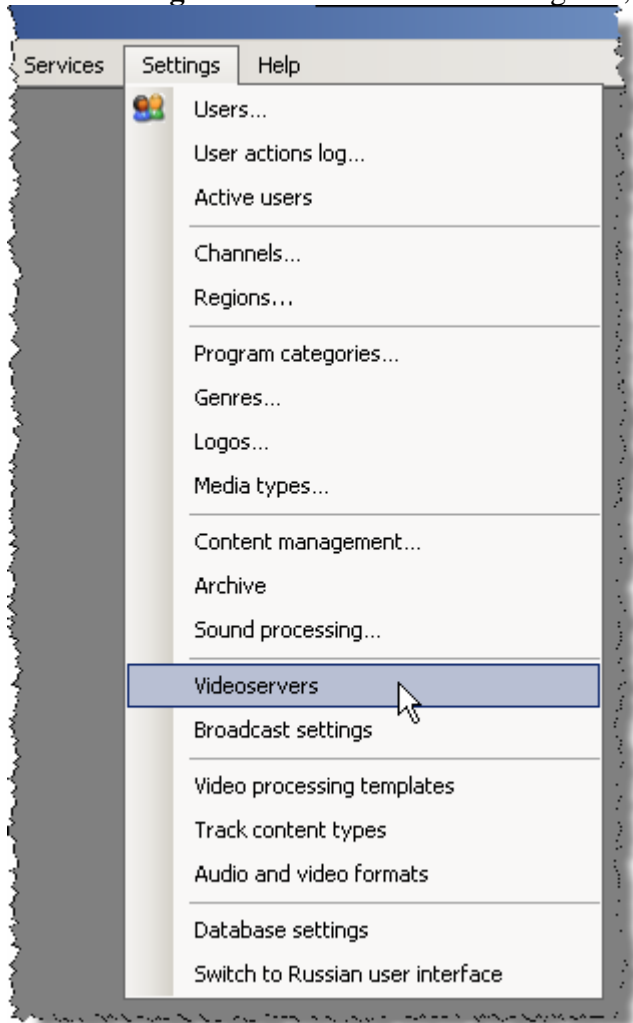 Services Settings Help
Users...
User actions log...
Active users
Channels...
Regions...
Program categories...
Genres...
Logos...
Media types...
Content management...
Archive
Sound processing...
Videoservers
Broadcast settings
Video processing templates
Track content types
Audio and video formats
Database settings
Switch to Russian user interface